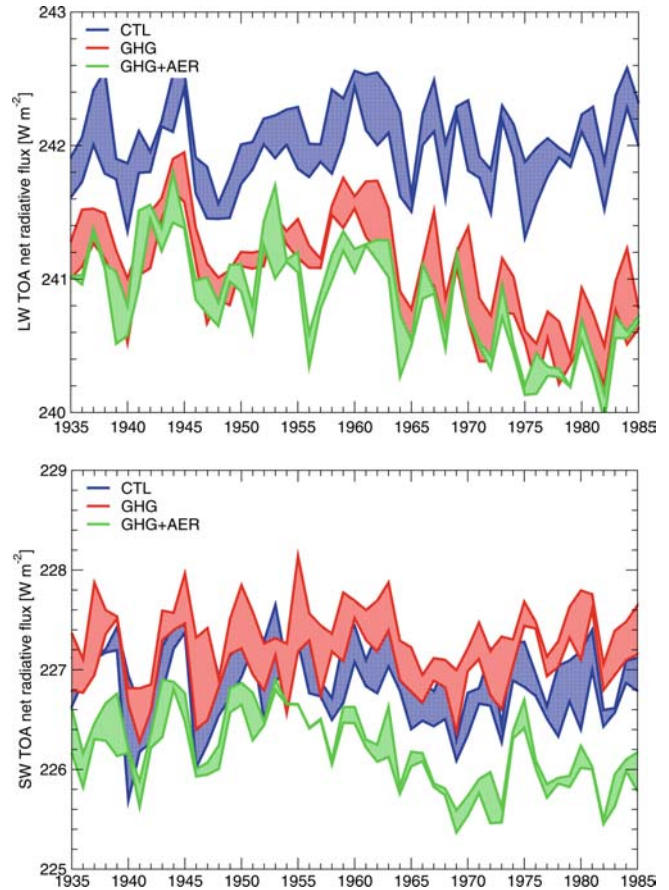 243
CTL
GHG
GHG+AER
242
241
240
LW TOA net radiative flux [W m-2]
1935 1940 1945 1950 1955 1960 1965 1970 1975 1980 1985
229
CTL
GHG
GHG+AER
228
227
226
225
SW TOA net radiative flux [W m-2]
1935 1940 1945 1950 1955 1960 1965 1970 1975 1980 1985